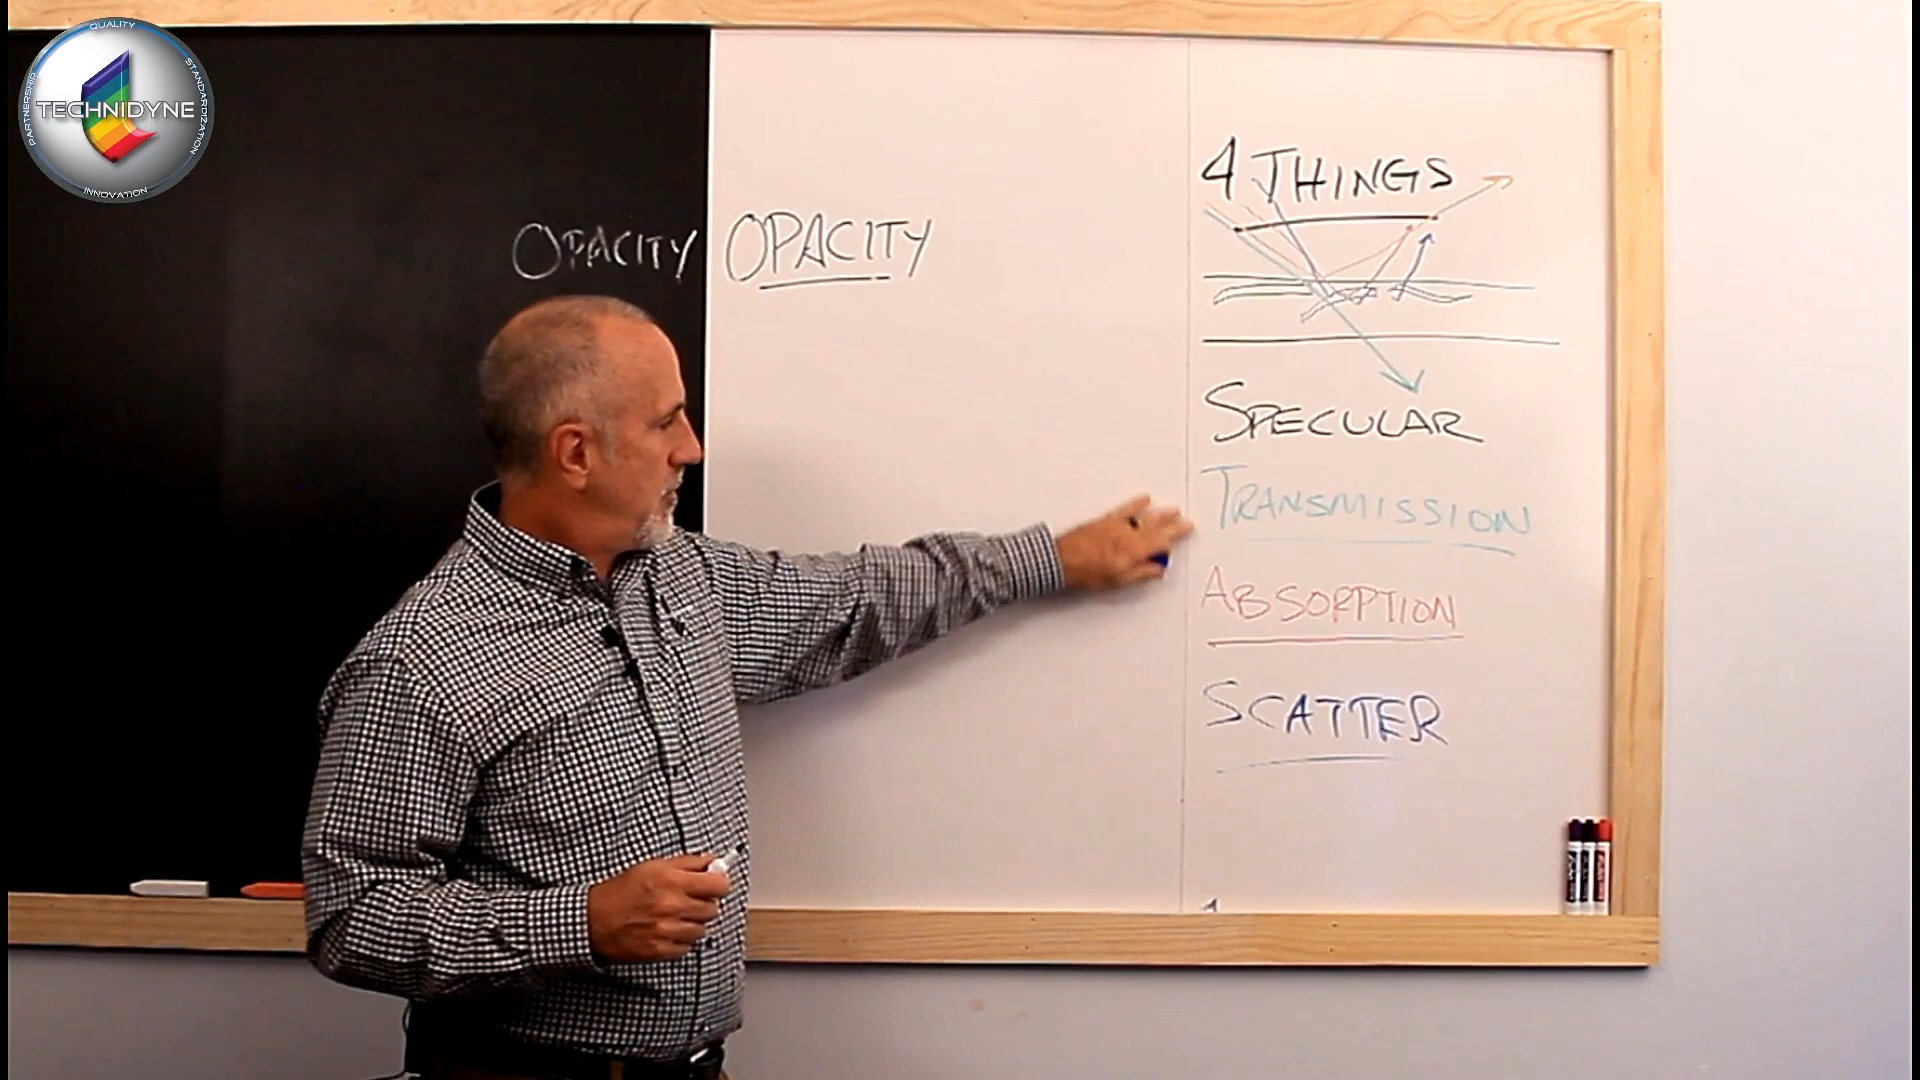 QUALITY
PARTNERSHIP
STANDARDIZATION
TECHNIDYNE
INNOVATION
OPACITY
OPACITY
4 THINGS
SPECULAR
TRANSMISSION
ABSORPTION
SCATTER